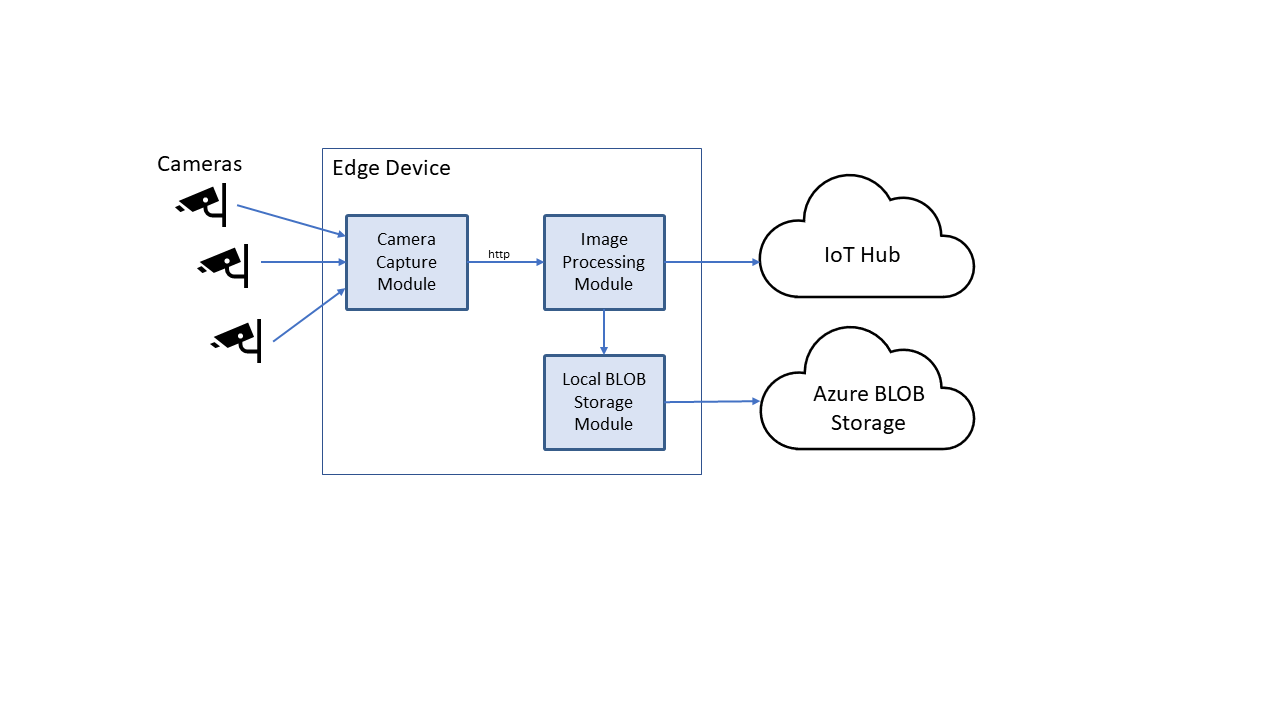 Cameras
Edge Device
Camera
Capture
Module
http
Image
Processing
Module
IoT Hub
Local BLOB
Storage
Module
Azure BLOB
Storage